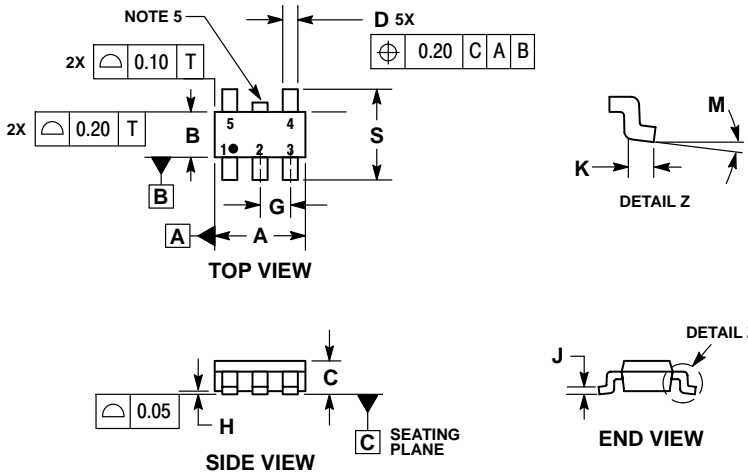 NOTE 5
D 5X
0.20 C A B
2X 0.10 T
2X 0.20 T
B
5 4
1 2 3
S
B
G
A
A
TOP VIEW
M
K
DETAIL Z
C
0.05
H
C SEATING PLANE
SIDE VIEW
J
DETAIL
END VIEW